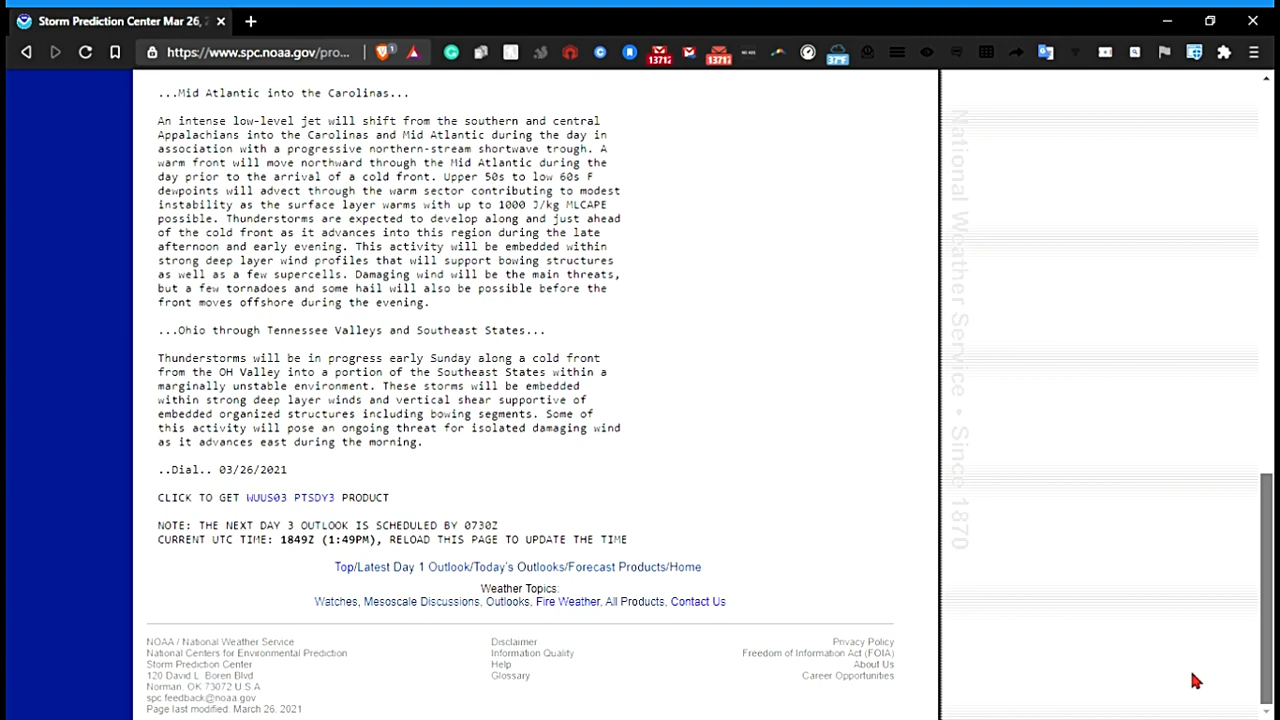 Storm Prediction Center Mar 26, 2
https://www.spc.noaa.gov/pro...
1
13712
13712
37°F
...Mid Atlantic into the Carolinas...
An intense low-level jet will shift from the southern and central
Appalachians into the Carolinas and Mid Atlantic during the day in
association with a progressive northern-stream shortwave trough. A
warm front will move northward through the Mid Atlantic during the
day prior to the arrival of a cold front. Upper 50s to low 60s F
dewpoints will advect through the warm sector contributing to modest
instability as the surface layer warms with up to 1000 J/kg MLCAPE
possible. Thunderstorms are expected to develop along and just ahead
of the cold front as it advances into this region during the late
afternoon and early evening. This activity will be embedded within
strong deep layer wind profiles that will support bowing structures
as well as a few supercells. Damaging wind will be the main threats,
but a few tornadoes and some hail will also be possible before the
front moves offshore during the evening.
...Ohio through Tennessee Valleys and Southeast States...
Thunderstorms will be in progress early Sunday along a cold front
from the OH Valley into a portion of the Southeast States within a
marginally unstable environment. These storms will be embedded
within strong deep layer winds and vertical shear supportive of
embedded organized structures including bowing segments. Some of
this activity will pose an ongoing threat for isolated damaging wind
as it advances east during the morning.
..Dial.. 03/26/2021
CLICK TO GET WUUS03 PTSDY3 PRODUCT
NOTE: THE NEXT DAY 3 OUTLOOK IS SCHEDULED BY 0730Z
CURRENT UTC TIME: 1849Z (1:49PM), RELOAD THIS PAGE TO UPDATE THE TIME
Top/Latest Day 1 Outlook/Today's Outlooks/Forecast Products/Home
Weather Topics:
Watches, Mesoscale Discussions, Outlooks, Fire Weather, All Products, Contact Us
NOAA / National Weather Service
National Centers for Environmental Prediction
Storm Prediction Center
120 David L. Boren Blvd
Norman, OK 73072 U.S.A.
spc.feedback@noaa.gov
Page last modified: March 26, 2021
Disclaimer
Information Quality
Help
Glossary
Privacy Policy
Freedom of Information Act (FOIA)
About Us
Career Opportunities
National Weather Service • Since 1870